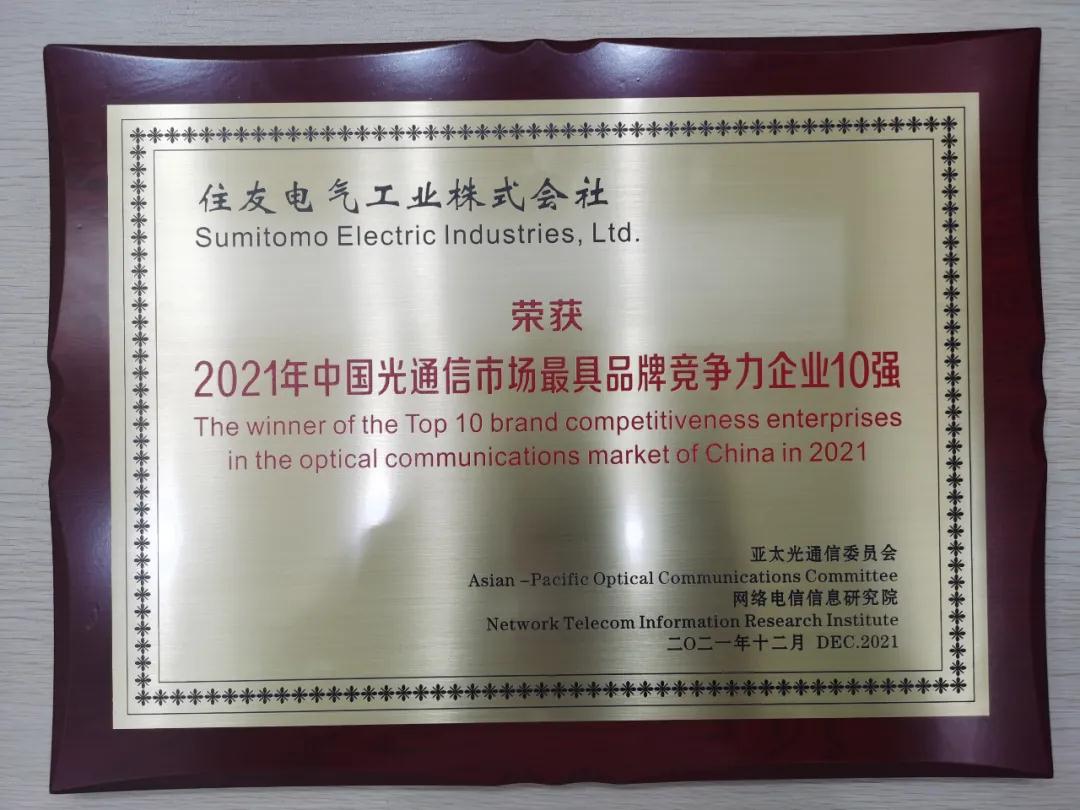 住友电气工业株式会社
Sumitomo Electric Industries, Ltd.
荣获
2021年中国光通信市场最具品牌竞争力企业10强
The winner of the Top 10 brand competitiveness enterprises
in the optical communications market of China in 2021
亚太光通信委员会
Asian -Pacific Optical Communications Committee
网络电信信息研究院
Network Telecom Information Research Institute
二〇二一年十二月 DEC.2021